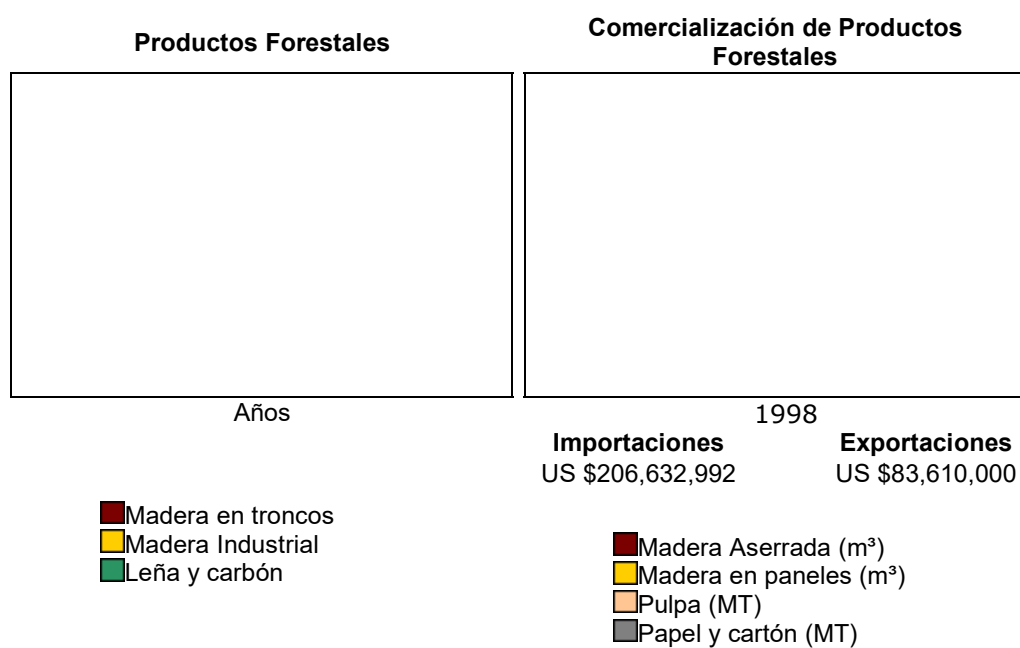 Productos Forestales
Años
Madera en troncos
Madera Industrial
Leña y carbón
Comercialización de Productos
Forestales
1998
Importaciones Exportaciones
US $206,632,992 US $83,610,000
Madera Aserrada (m³)
Madera en paneles (m³)
Pulpa (MT)
Papel y cartón (MT)